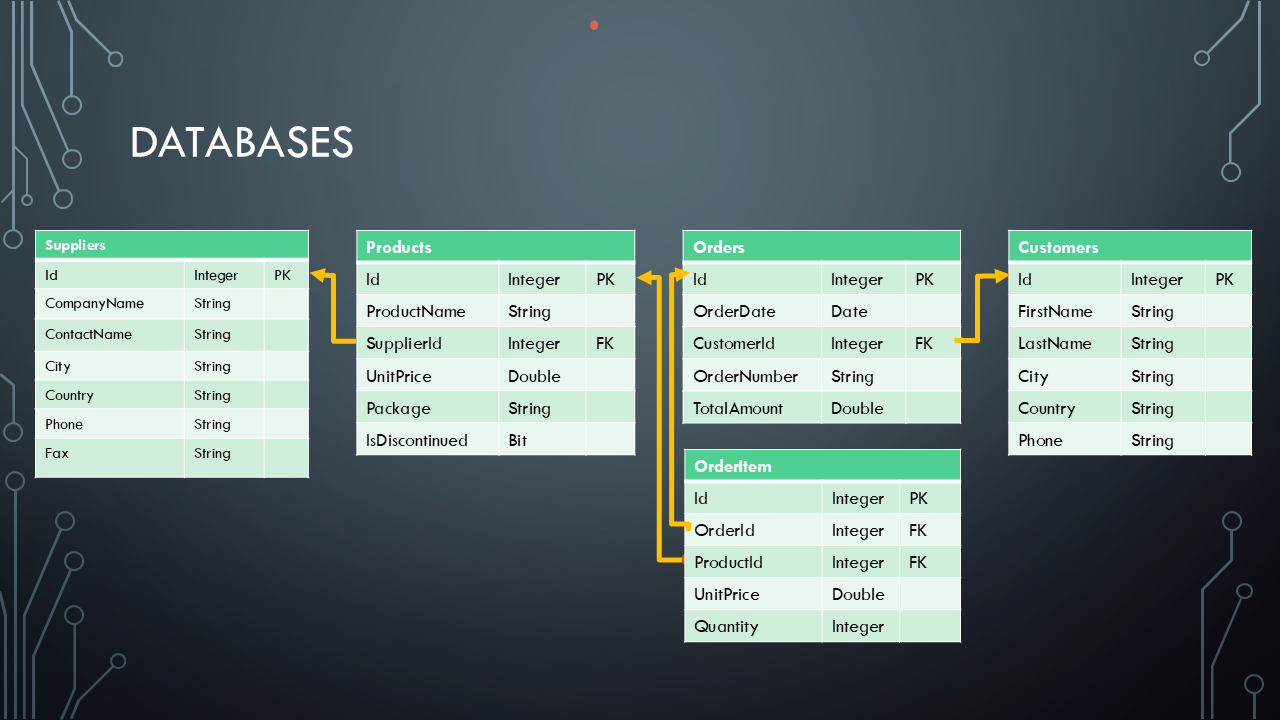 DATABASES
Suppliers
Id Integer PK
CompanyName String
ContactName String
City String
Country String
Phone String
Fax String
Products
Id Integer PK
ProductName String
SupplierId Integer FK
UnitPrice Double
Package String
IsDiscontinued Bit
Orders
Id Integer PK
OrderDate Date
CustomerId Integer FK
OrderNumber String
TotalAmount Double
OrderItem
Id Integer PK
OrderId Integer FK
ProductId Integer FK
UnitPrice Double
Quantity Integer
Customers
Id Integer PK
FirstName String
LastName String
City String
Country String
Phone String